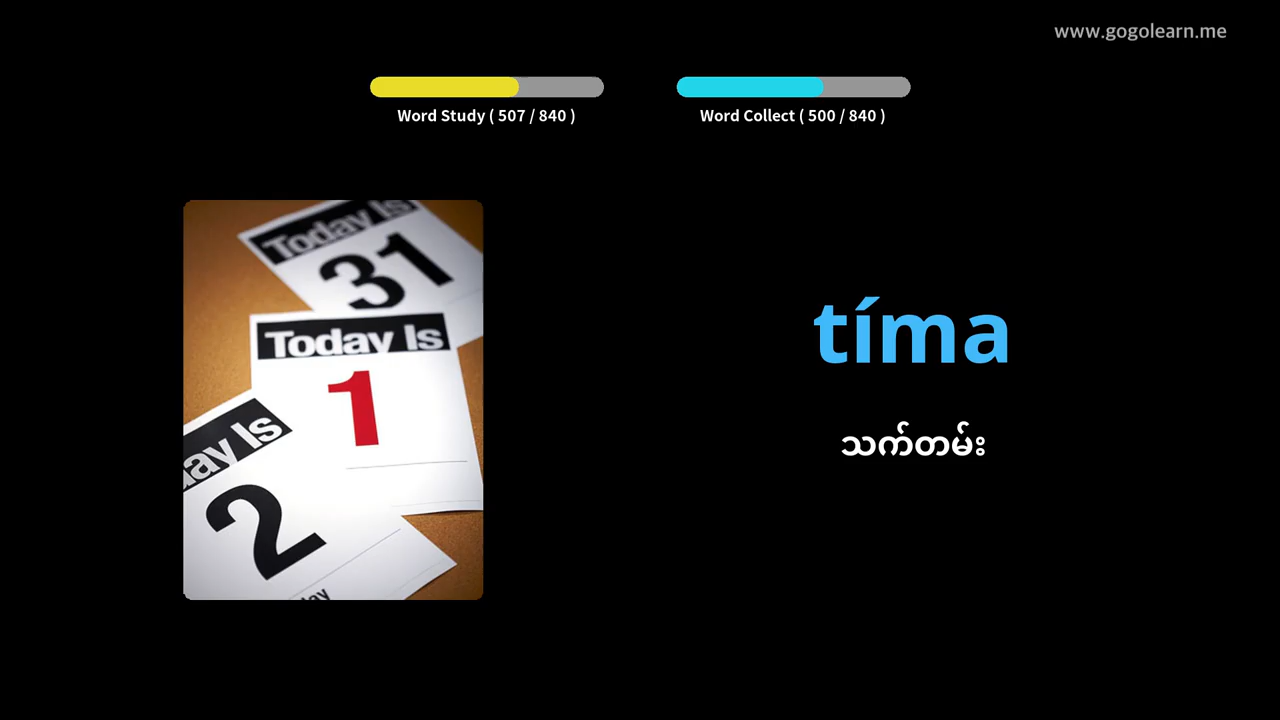 www.gogolearn.me
Word Study ( 507 / 840 )
Word Collect ( 500 / 840 )
Today Is
31
Today Is
1
ay Is
2
ay
tíma
သက်တမ်း